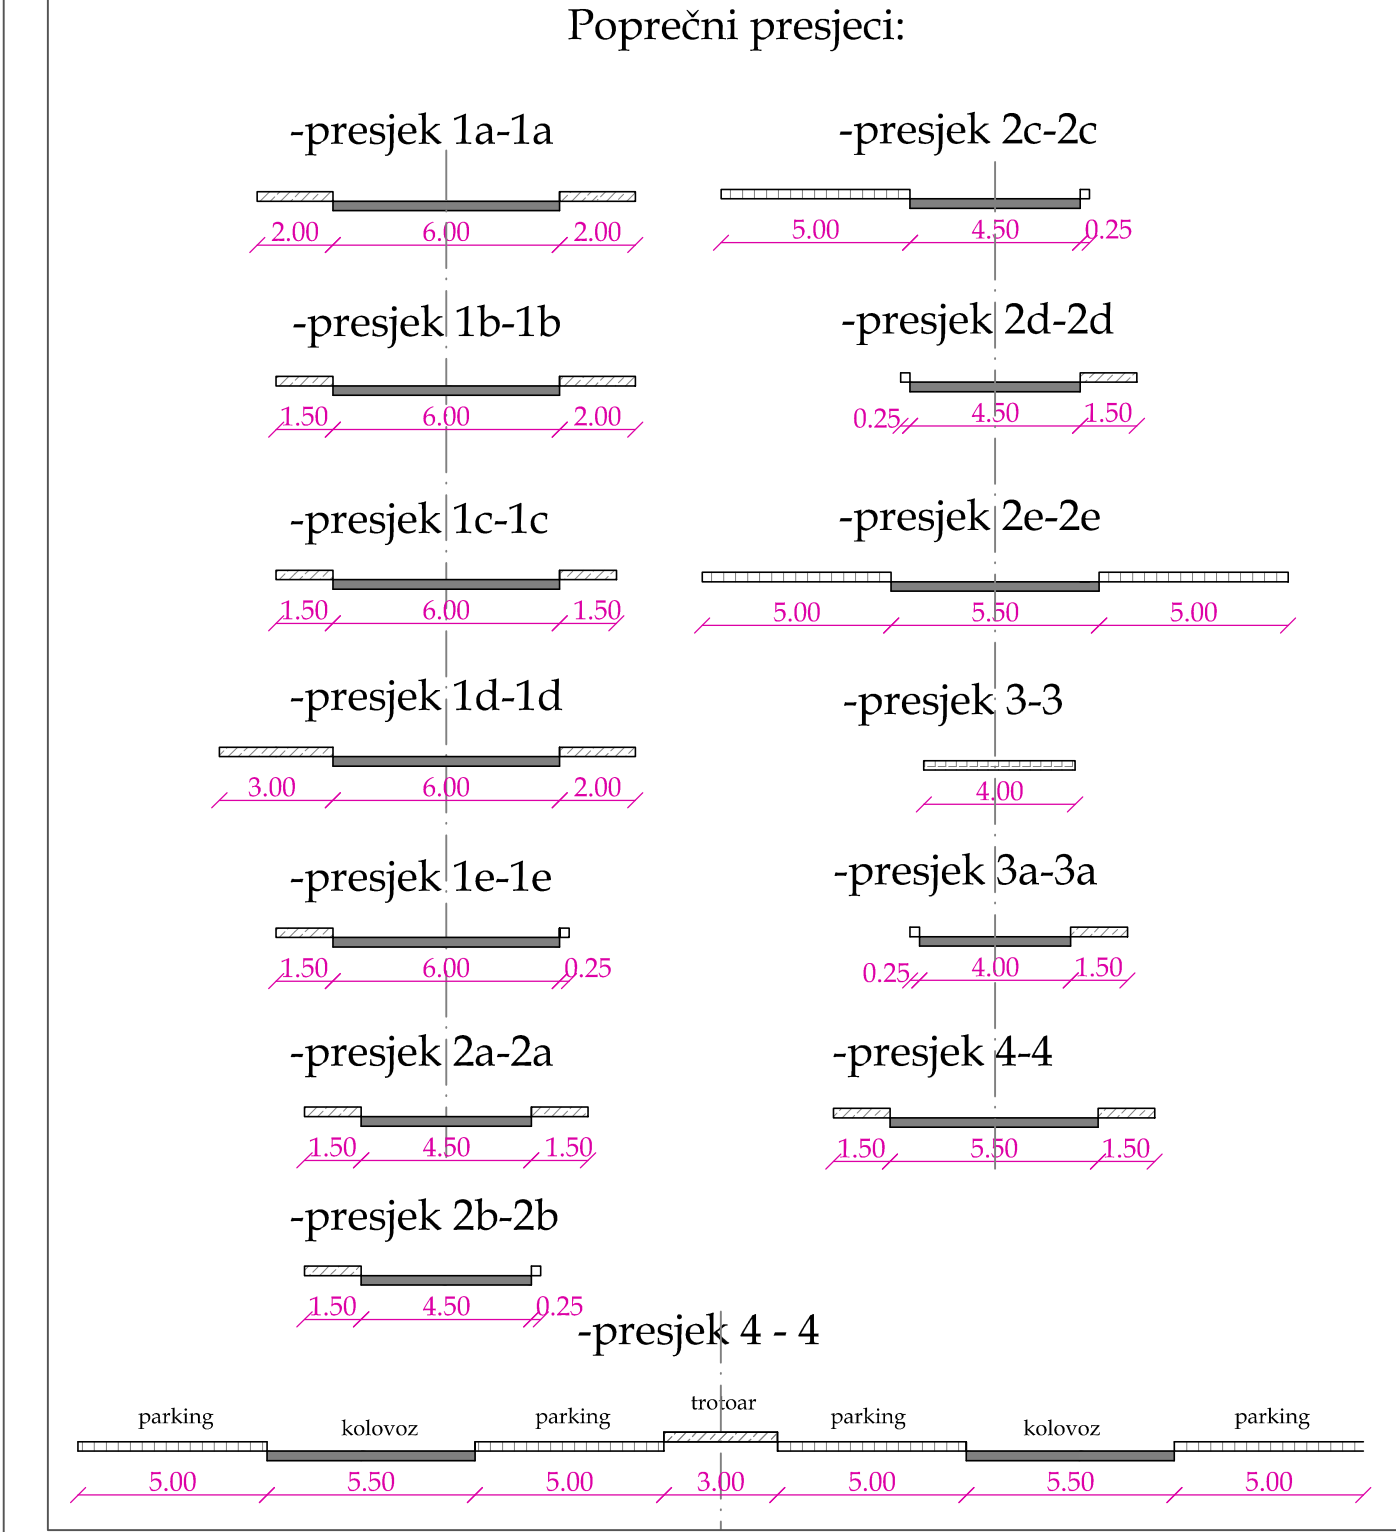 Poprečni presjeci:
-presjek 1a-1a
2.00 6.00 2.00
-presjek 1b-1b
1.50 6.00 2.00
-presjek 1c-1c
1.50 6.00 1.50
-presjek 1d-1d
3.00 6.00 2.00
-presjek 1e-1e
1.50 6.00 0.25
-presjek 2a-2a
1.50 4.50 1.50
-presjek 2b-2b
1.50 4.50 0.25
-presjek 2c-2c
5.00 4.50 0.25
-presjek 2d-2d
0.25 4.50 1.50
-presjek 2e-2e
5.00 5.50 5.00
-presjek 3-3
4.00
-presjek 3a-3a
0.25 4.00 1.50
-presjek 4-4
1.50 5.50 1.50
-presjek 4 - 4
parking kolovoz parking trotoar parking kolovoz parking
5.00 5.50 5.00 3.00 5.00 5.50 5.00